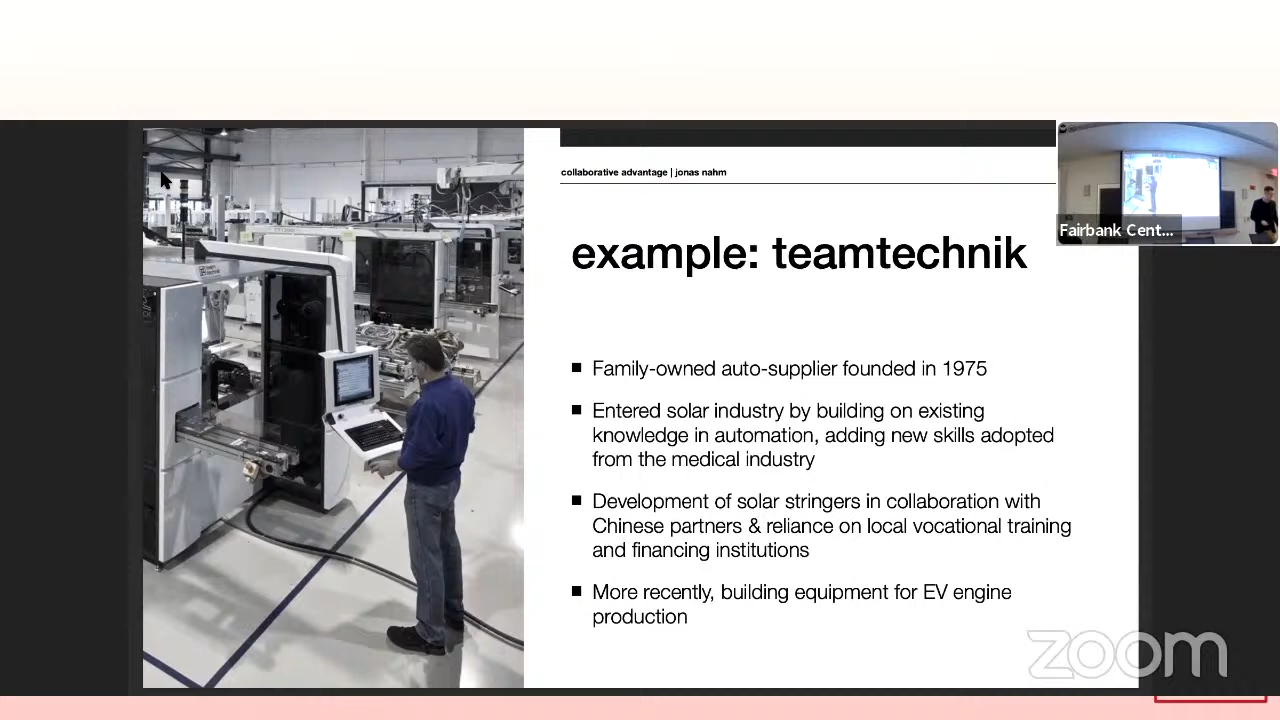 collaborative advantage | jonas nahm
Fairbank Cent...
example: teamtechnik
■ Family-owned auto-supplier founded in 1975
■ Entered solar industry by building on existing
knowledge in automation, adding new skills adopted
from the medical industry
■ Development of solar stringers in collaboration with
Chinese partners & reliance on local vocational training
and financing institutions
■ More recently, building equipment for EV engine
production
zoom